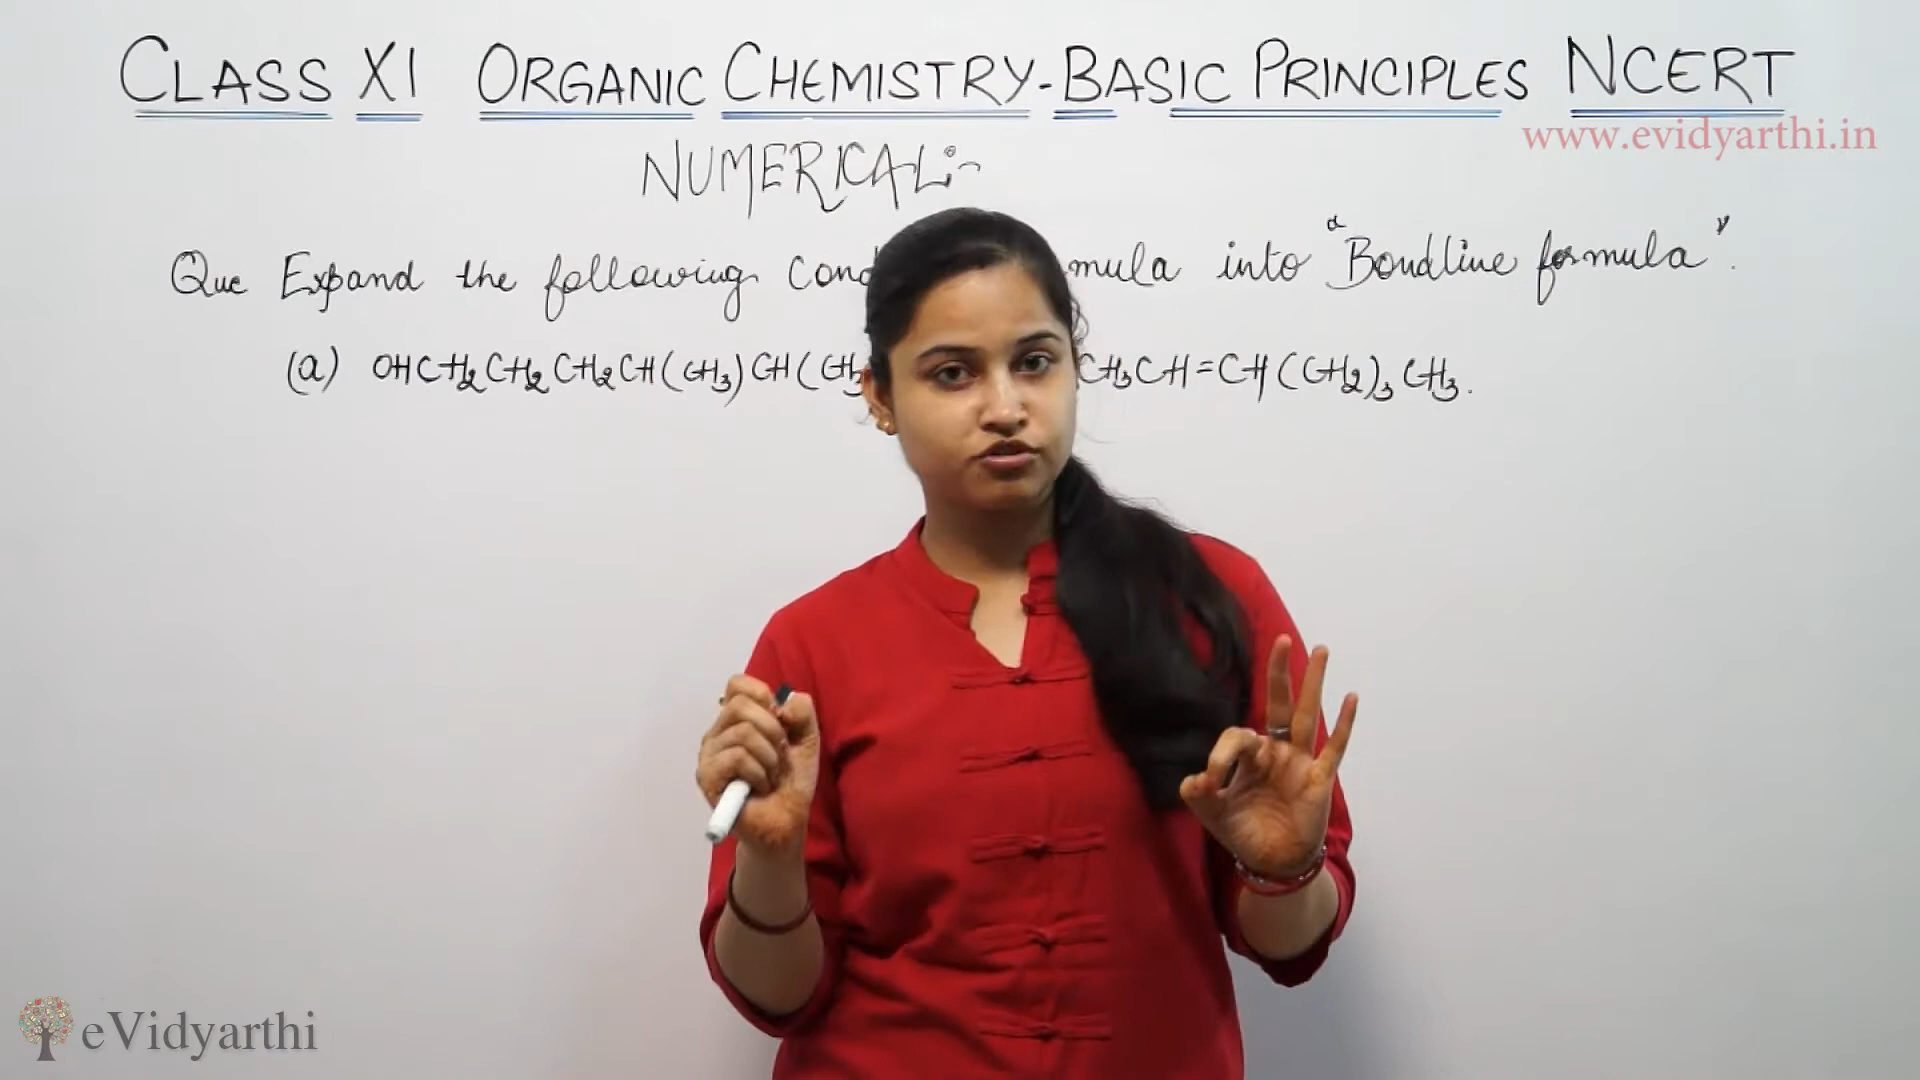 CLASS XI ORGANIC CHEMISTRY-BASIC PRINCIPLES NCERT
www.evidyarthi.in
NUMERICAL:-
Que Expand the following into "Bondline formula".
(a) OHCH₂CH₂CH₂CH(CH₃)CH(CH₃ CH₃CH=CH(CH₂)₃CH₃.
eVidyarthi